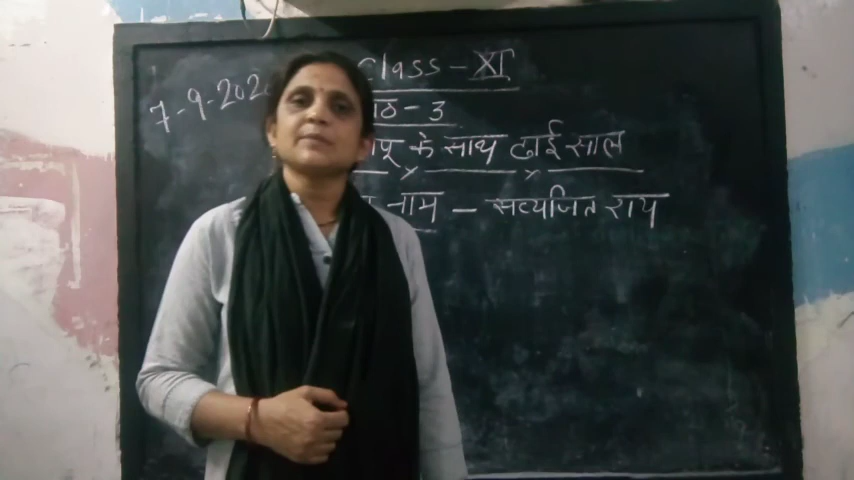 7-9-202
Class - XI
पाठ - 3
के साथ ढाई साल
नाम - सत्यजित राय